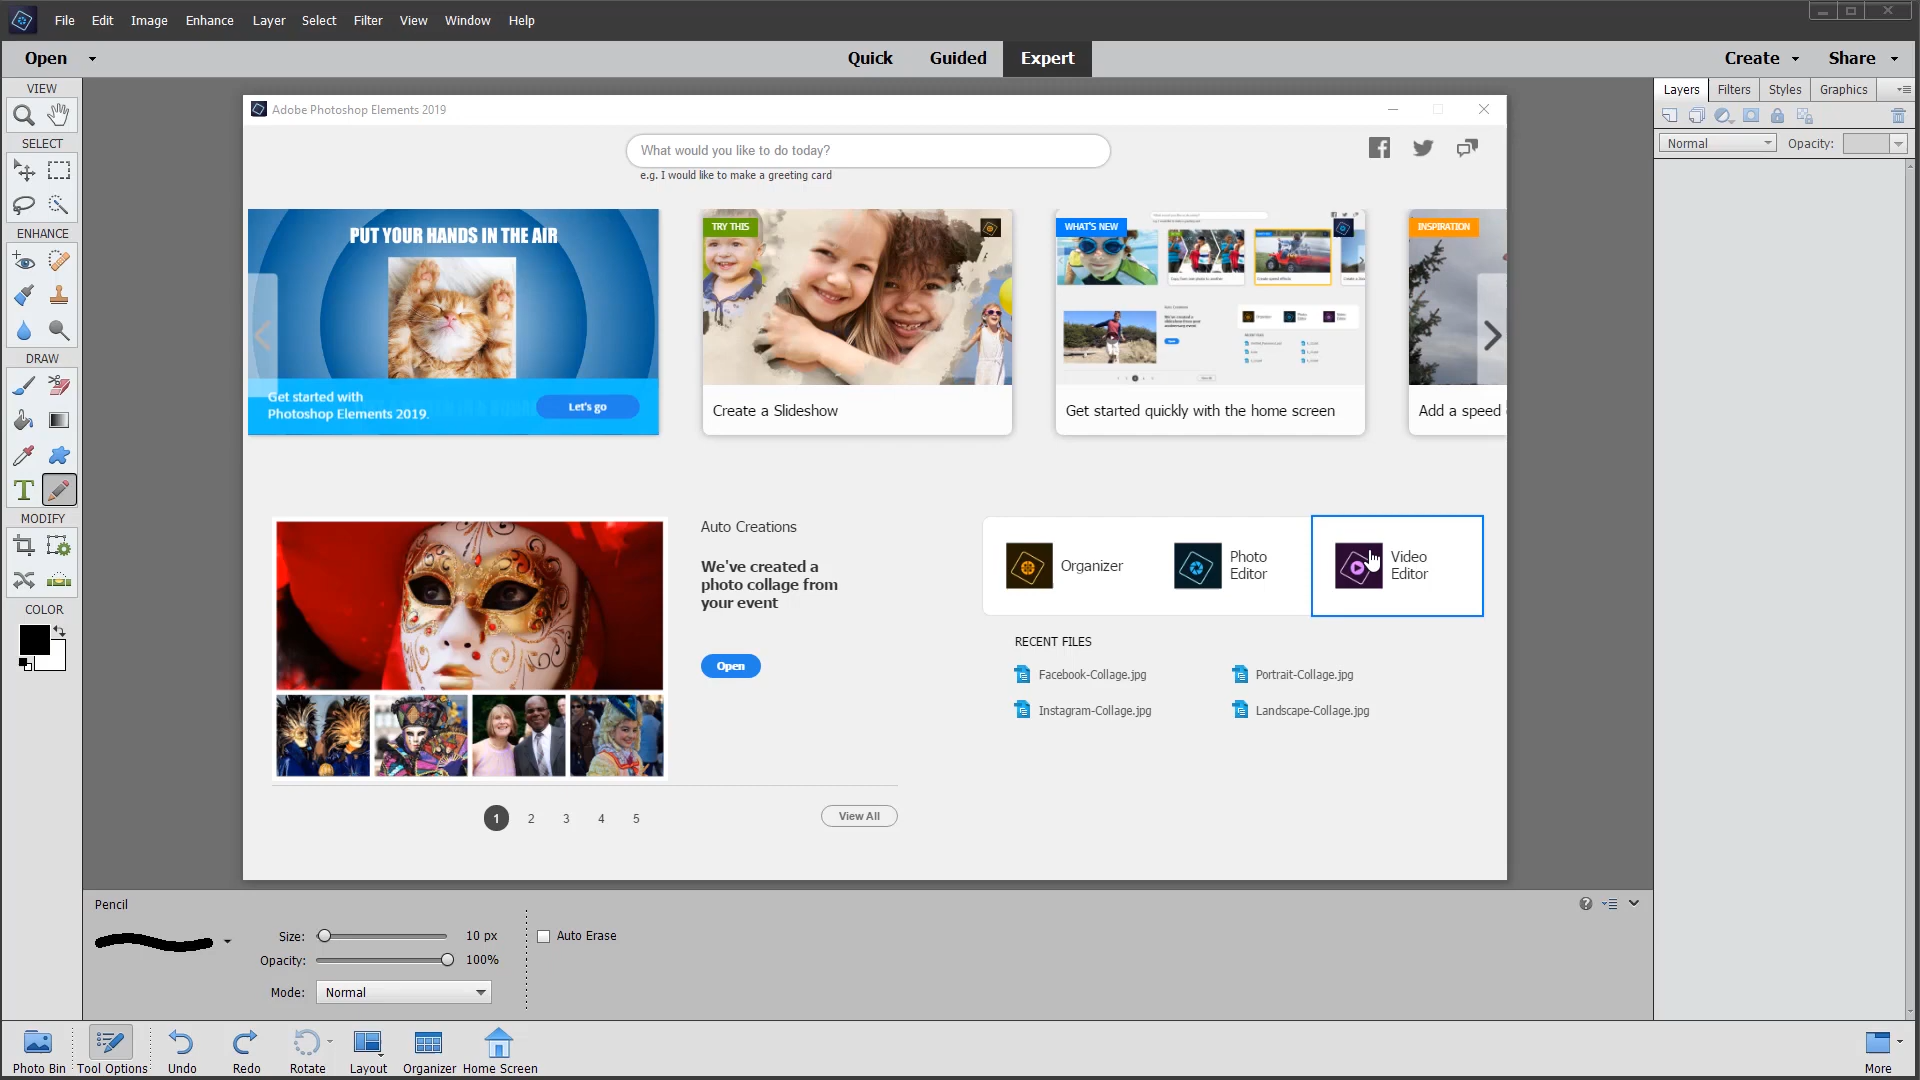 File Edit Image Enhance Layer Select Filter View Window Help
Open Quick Guided Expert Create Share
VIEW
SELECT
ENHANCE
DRAW
T
MODIFY
COLOR
Layers Filters Styles Graphics
Normal Opacity:
Adobe Photoshop Elements 2019
What would you like to do today?
e.g. I would like to make a greeting card
PUT YOUR HANDS IN THE AIR
Get started with
Photoshop Elements 2019.
Let's go
TRY THIS
Create a Slideshow
WHAT'S NEW
Get started quickly with the home screen
INSPIRATION
Add a speed
Auto Creations
We've created a
photo collage from
your event
Open
Organizer
Photo
Editor
Video
Editor
RECENT FILES
Facebook-Collage.jpg
Portrait-Collage.jpg
Instagram-Collage.jpg
Landscape-Collage.jpg
1 2 3 4 5
View All
Pencil
Size: 10 px
Auto Erase
Opacity: 100%
Mode: Normal
Photo Bin Tool Options Undo Redo Rotate Layout Organizer Home Screen More